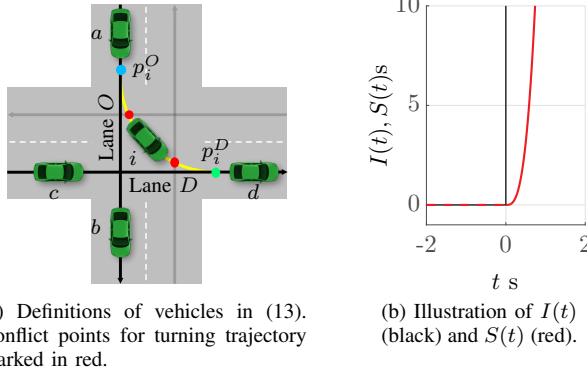 a
p_i^O
Lane O
i
p_i^D
Lane D
c
d
b
) Definitions of vehicles in (13).
onflict points for turning trajectory
arked in red.
10
5
0
I(t), S(t)s
-2
0
2
t s
(b) Illustration of I(t)
(black) and S(t) (red).